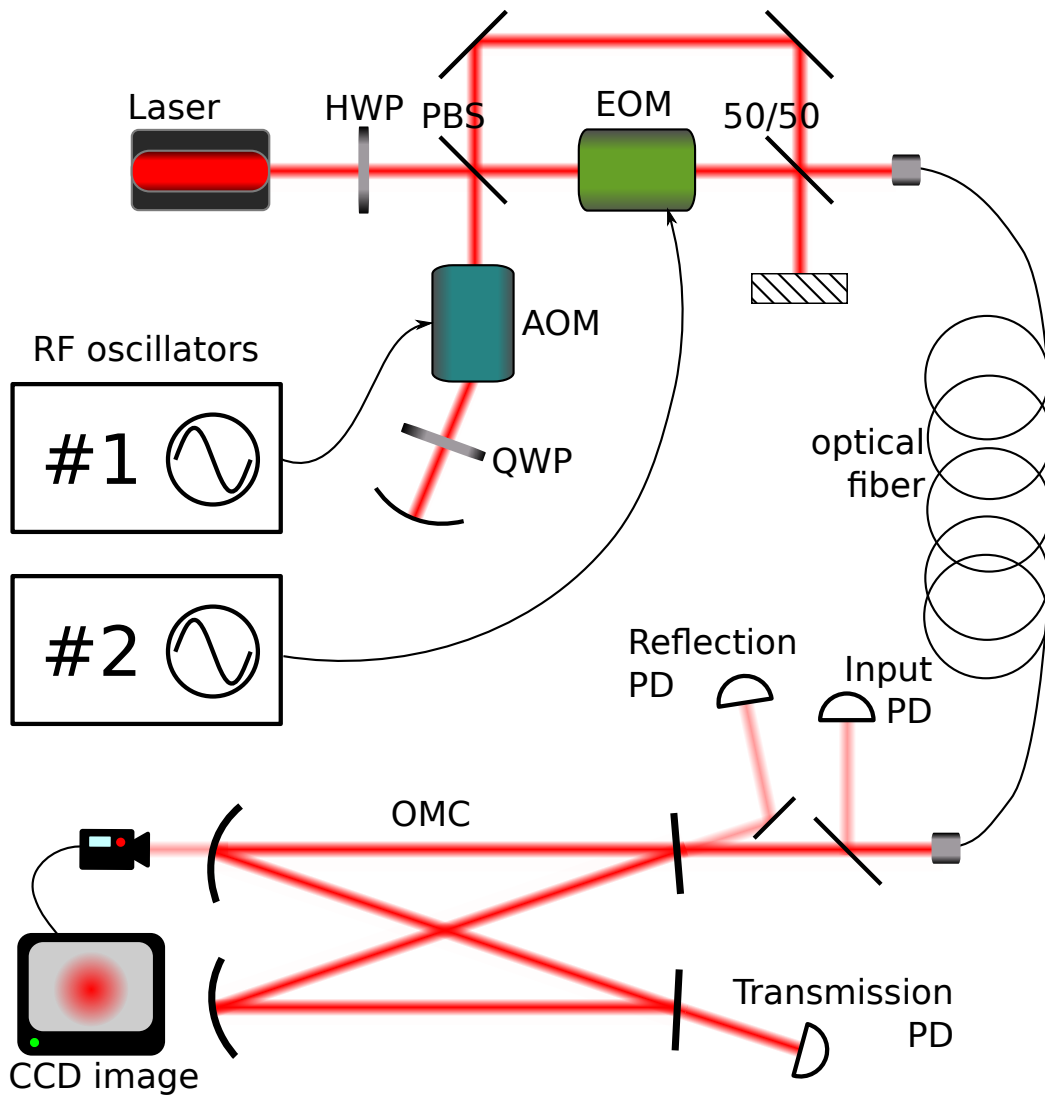 Laser
HWP
PBS
EOM
50/50
AOM
RF oscillators
#1
QWP
optical
fiber
#2
Reflection
PD
Input
PD
OMC
Transmission
PD
CCD image